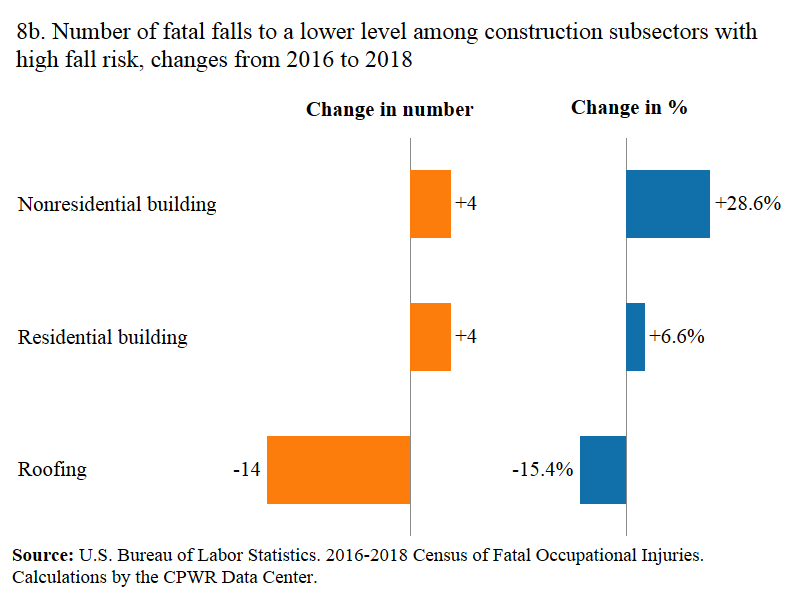 8b. Number of fatal falls to a lower level among construction subsectors with
high fall risk, changes from 2016 to 2018
Change in number
Change in %
Nonresidential building
+4
+28.6%
Residential building
+4
+6.6%
Roofing
-14
-15.4%
Source: U.S. Bureau of Labor Statistics. 2016-2018 Census of Fatal Occupational Injuries.
Calculations by the CPWR Data Center.